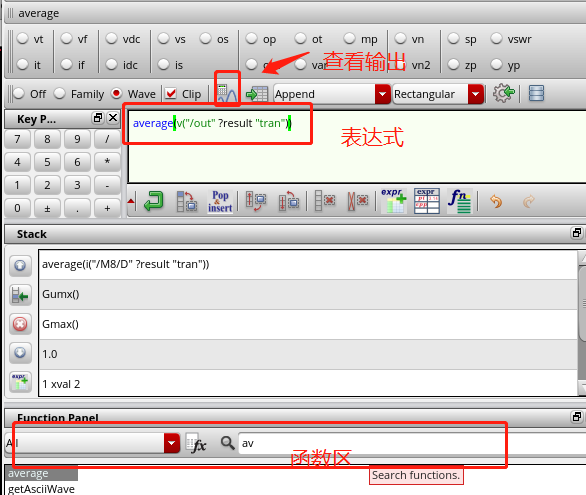 average
vt vf vdc vs os op ot mp vn sp vswr
it if idc is var vn2 zp yp
查看输出
Off Family Wave Clip Append Rectangular
Key P...
7 8 9 /
4 5 6 *
1 2 3 -
0 ± . +
average(v("/out" ?result "tran"))
表达式
Pop & insert
expr
expr
fn
Stack
average(i("/M8/D" ?result "tran"))
Gumx()
Gmax()
1.0
1 xval 2
expr
Function Panel
All
fx
av
函数区
average
Search functions.
getAsciiWave